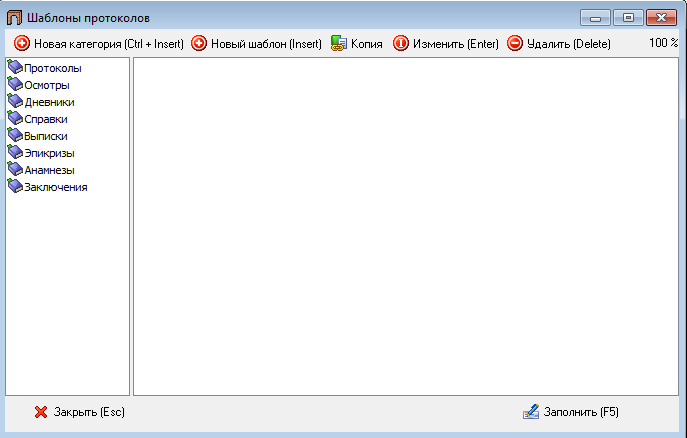 Шаблоны протоколов
Новая категория (Ctrl + Insert) Новый шаблон (Insert) Копия Изменить (Enter) Удалить (Delete) 100 %
Протоколы
Осмотры
Дневники
Справки
Выписки
Эпикризы
Анамнезы
Заключения
Закрыть (Esc) Заполнить (F5)